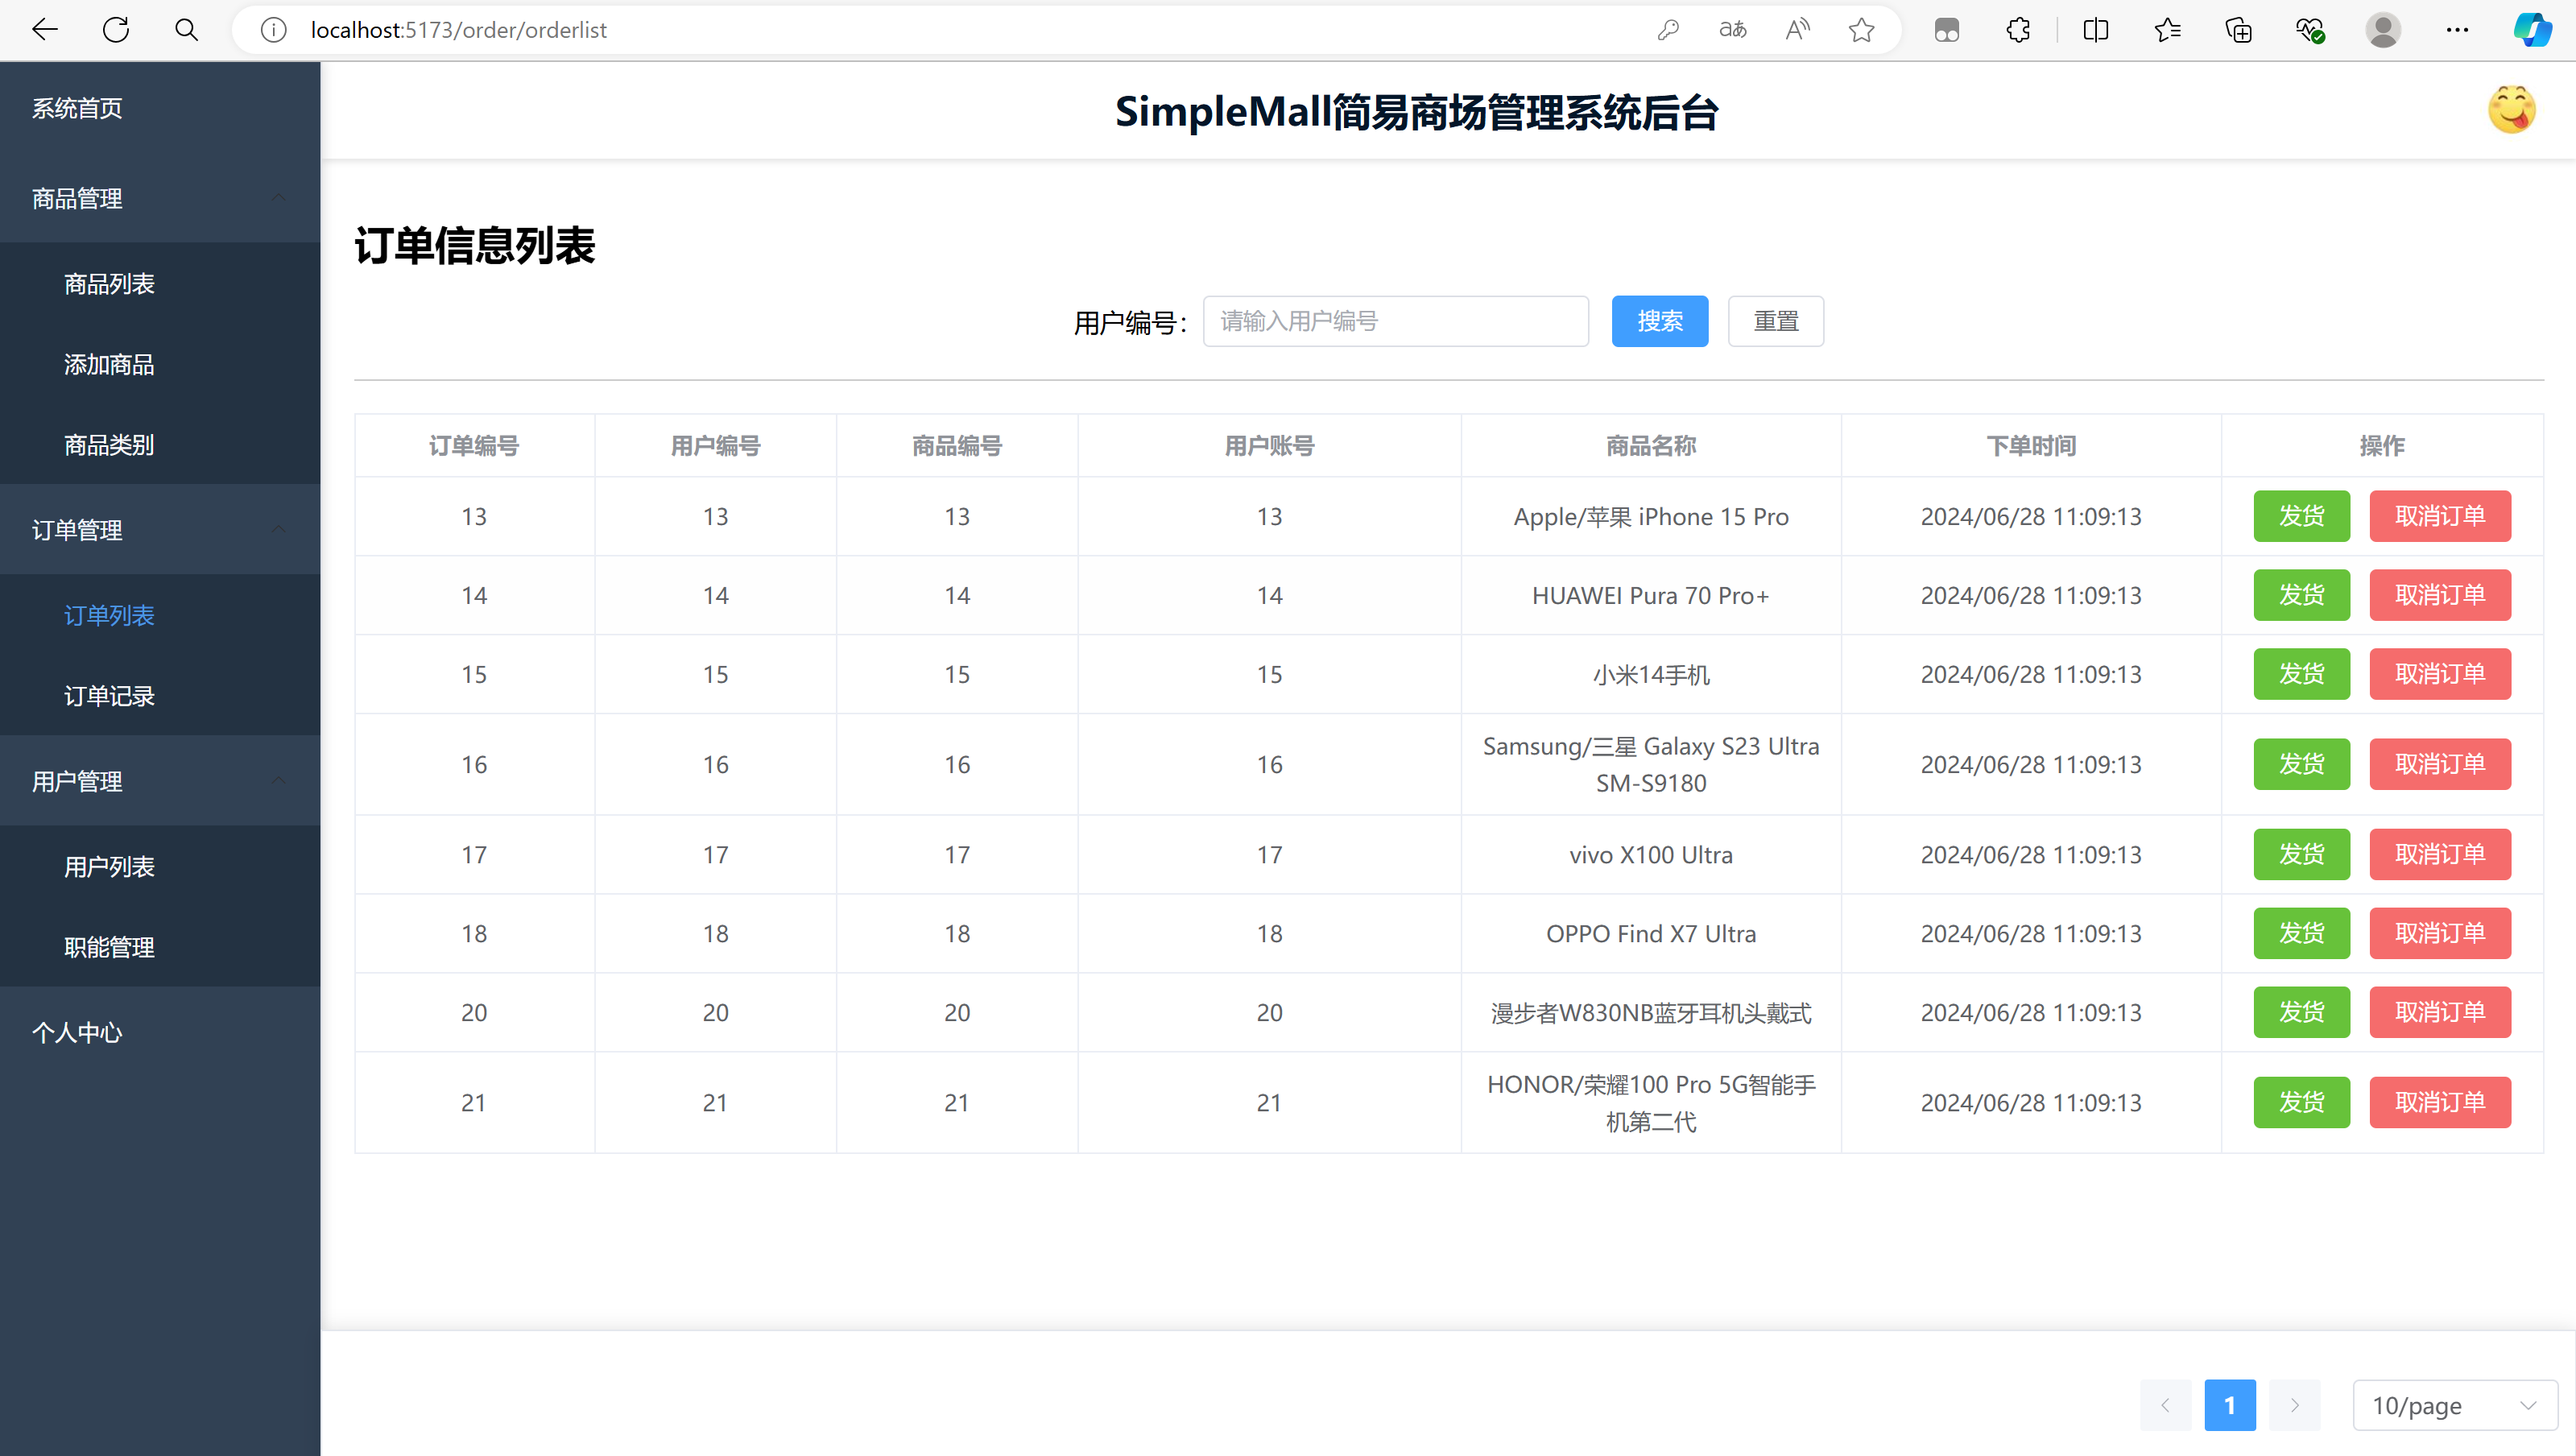 localhost:5173/order/orderlist
SimpleMall简易商场管理系统后台
系统首页
商品管理
商品列表
添加商品
商品类别
订单管理
订单列表
订单记录
用户管理
用户列表
职能管理
个人中心
订单信息列表
用户编号： 请输入用户编号 搜索 重置
订单编号 用户编号 商品编号 用户账号 商品名称 下单时间 操作
13 13 13 13 Apple/苹果 iPhone 15 Pro 2024/06/28 11:09:13 发货 取消订单
14 14 14 14 HUAWEI Pura 70 Pro+ 2024/06/28 11:09:13 发货 取消订单
15 15 15 15 小米14手机 2024/06/28 11:09:13 发货 取消订单
16 16 16 16 Samsung/三星 Galaxy S23 Ultra
SM-S9180 2024/06/28 11:09:13 发货 取消订单
17 17 17 17 vivo X100 Ultra 2024/06/28 11:09:13 发货 取消订单
18 18 18 18 OPPO Find X7 Ultra 2024/06/28 11:09:13 发货 取消订单
20 20 20 20 漫步者W830NB蓝牙耳机头戴式 2024/06/28 11:09:13 发货 取消订单
21 21 21 21 HONOR/荣耀100 Pro 5G智能手
机第二代 2024/06/28 11:09:13 发货 取消订单
1 10/page